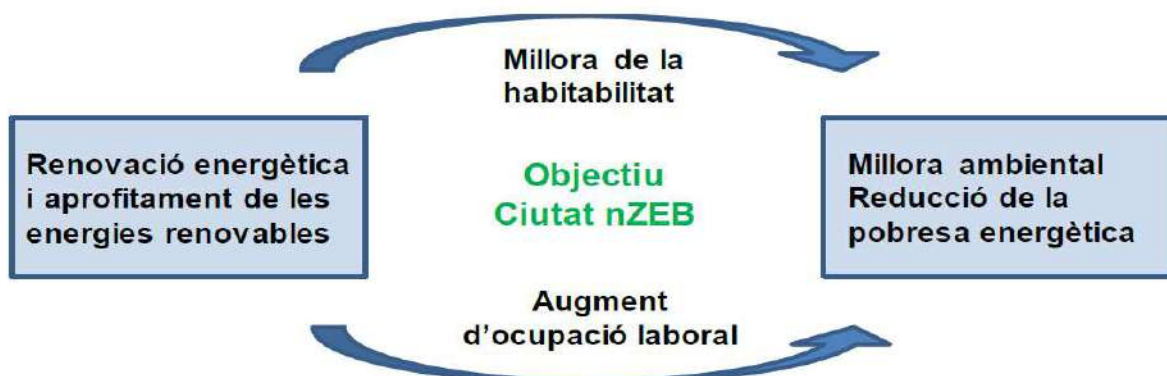 Millora de la
habitabilitat
Renovació energètica
i aprofitament de les
energies renovables
Objectiu
Ciutat nZEB
Millora ambiental
Reducció de la
pobresa energètica
Augment
d'ocupació laboral